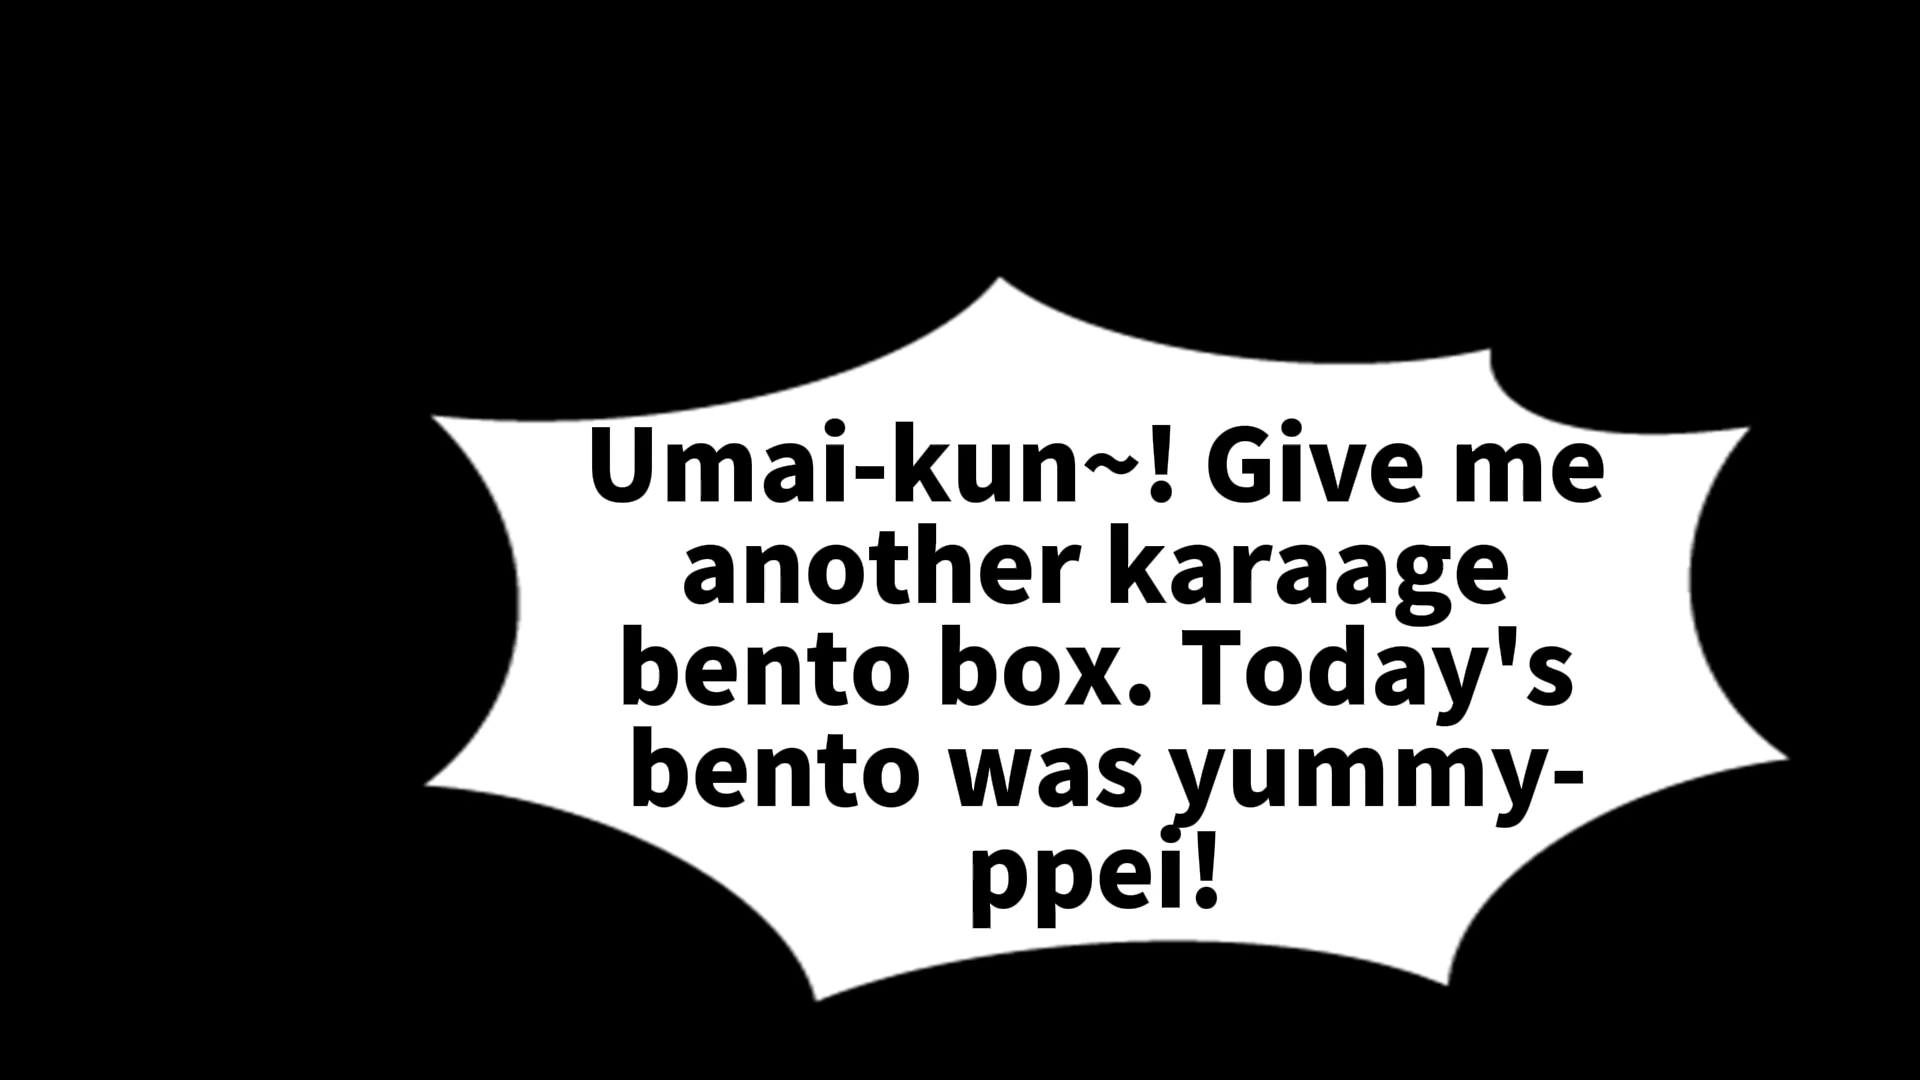 Umai-kun~! Give me
another karaage
bento box. Today's
bento was yummy-
ppei!